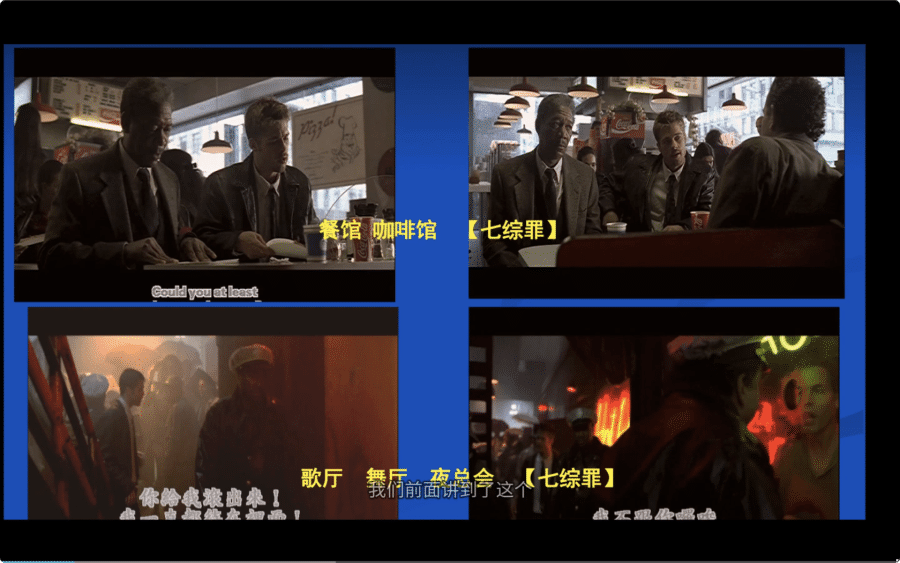 Pizza!
餐馆 咖啡馆 【七综罪】
Could you at least
10
歌厅 舞厅 夜总会 【七综罪】
我们前面讲到了这个
你给我滚出来!